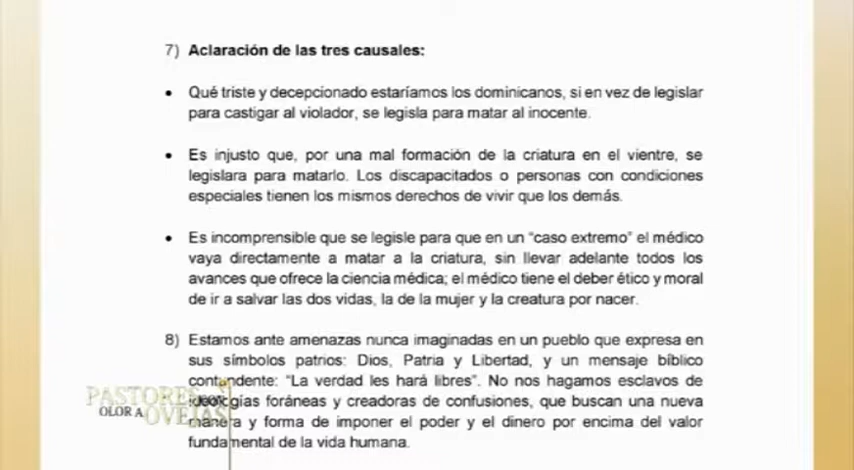 7) Aclaración de las tres causales:
• Qué triste y decepcionado estaríamos los dominicanos, si en vez de legislar
para castigar al violador, se legisla para matar al inocente.
• Es injusto que, por una mal formación de la criatura en el vientre, se
legislara para matarlo. Los discapacitados o personas con condiciones
especiales tienen los mismos derechos de vivir que los demás.
• Es incomprensible que se legisle para que en un “caso extremo” el médico
vaya directamente a matar a la criatura, sin llevar adelante todos los
avances que ofrece la ciencia médica; el médico tiene el deber ético y moral
de ir a salvar las dos vidas, la de la mujer y la creatura por nacer.
8) Estamos ante amenazas nunca imaginadas en un pueblo que expresa en
sus símbolos patrios: Dios, Patria y Libertad, y un mensaje bíblico
contundente: “La verdad les hará libres”. No nos hagamos esclavos de
ideologías foráneas y creadoras de confusiones, que buscan una nueva
manera y forma de imponer el poder y el dinero por encima del valor
fundamental de la vida humana.
PASTORES CON
OLOR A OVEJAS